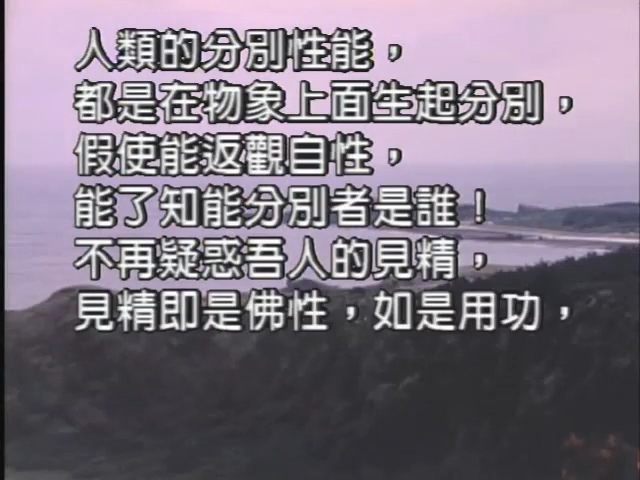 人類的分別性能，
都是在物象上面生起分別，
假使能返觀自性，
能了知能分別者是誰！
不再疑惑吾人的見精，
見精即是佛性，如是用功，